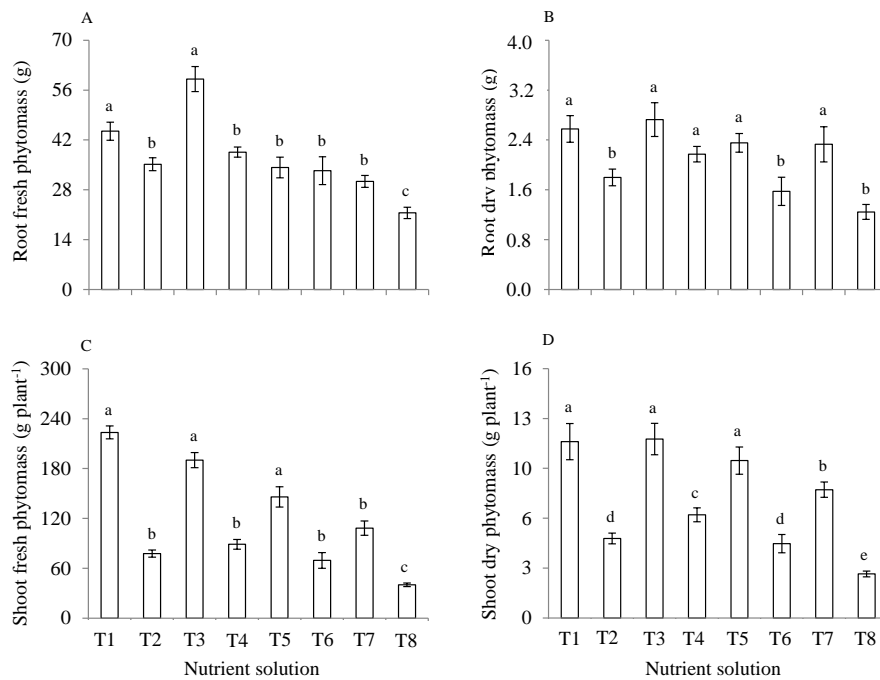 A
Root fresh phytomass (g)
70
56
42
28
14
0
a
b
a
b
b
b
b
c
B
Root dry phytomass (g)
4.0
3.2
2.4
1.6
0.8
0.0
a
b
a
a
a
b
a
b
C
Shoot fresh phytomass (g plant-1)
300
240
180
120
60
0
a
b
a
b
a
b
b
c
T1 T2 T3 T4 T5 T6 T7 T8
Nutrient solution
D
Shoot dry phytomass (g plant-1)
16
13
10
6
3
0
a
d
a
c
a
d
b
e
T1 T2 T3 T4 T5 T6 T7 T8
Nutrient solution